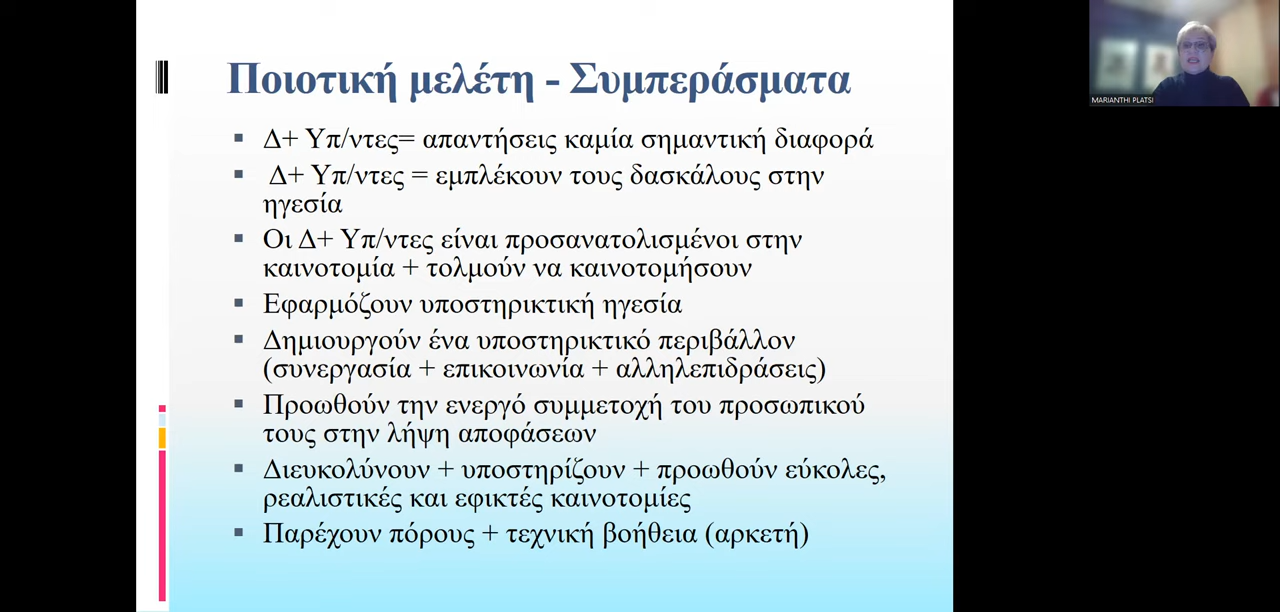 Ποιοτική μελέτη - Συμπεράσματα
Δ+ Υπ/ντες= απαντήσεις καμία σημαντική διαφορά
Δ+ Υπ/ντες = εμπλέκουν τους δασκάλους στην
ηγεσία
Οι Δ+ Υπ/ντες είναι προσανατολισμένοι στην
καινοτομία + τολμούν να καινοτομήσουν
Εφαρμόζουν υποστηρικτική ηγεσία
Δημιουργούν ένα υποστηρικτικό περιβάλλον
(συνεργασία + επικοινωνία + αλληλεπιδράσεις)
Προωθούν την ενεργό συμμετοχή του προσωπικού
τους στην λήψη αποφάσεων
Διευκολύνουν + υποστηρίζουν + προωθούν εύκολες,
ρεαλιστικές και εφικτές καινοτομίες
Παρέχουν πόρους + τεχνική βοήθεια (αρκετή)
MARIANTHI PLATSI